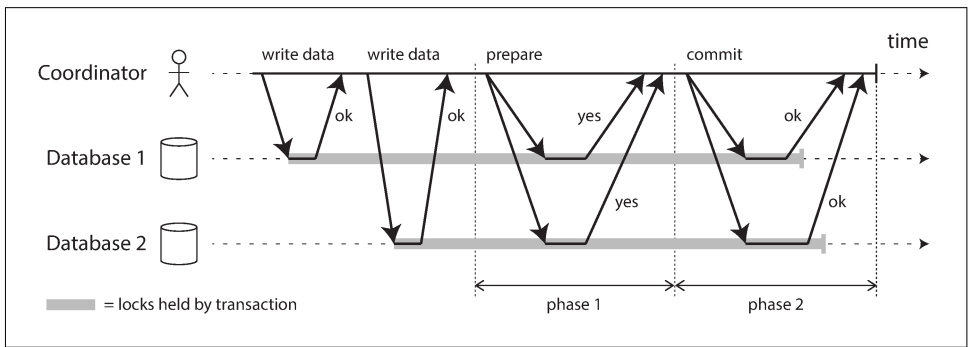 time
write data write data prepare commit
Coordinator
ok ok yes ok
Database 1
yes ok
Database 2
= locks held by transaction
phase 1 phase 2